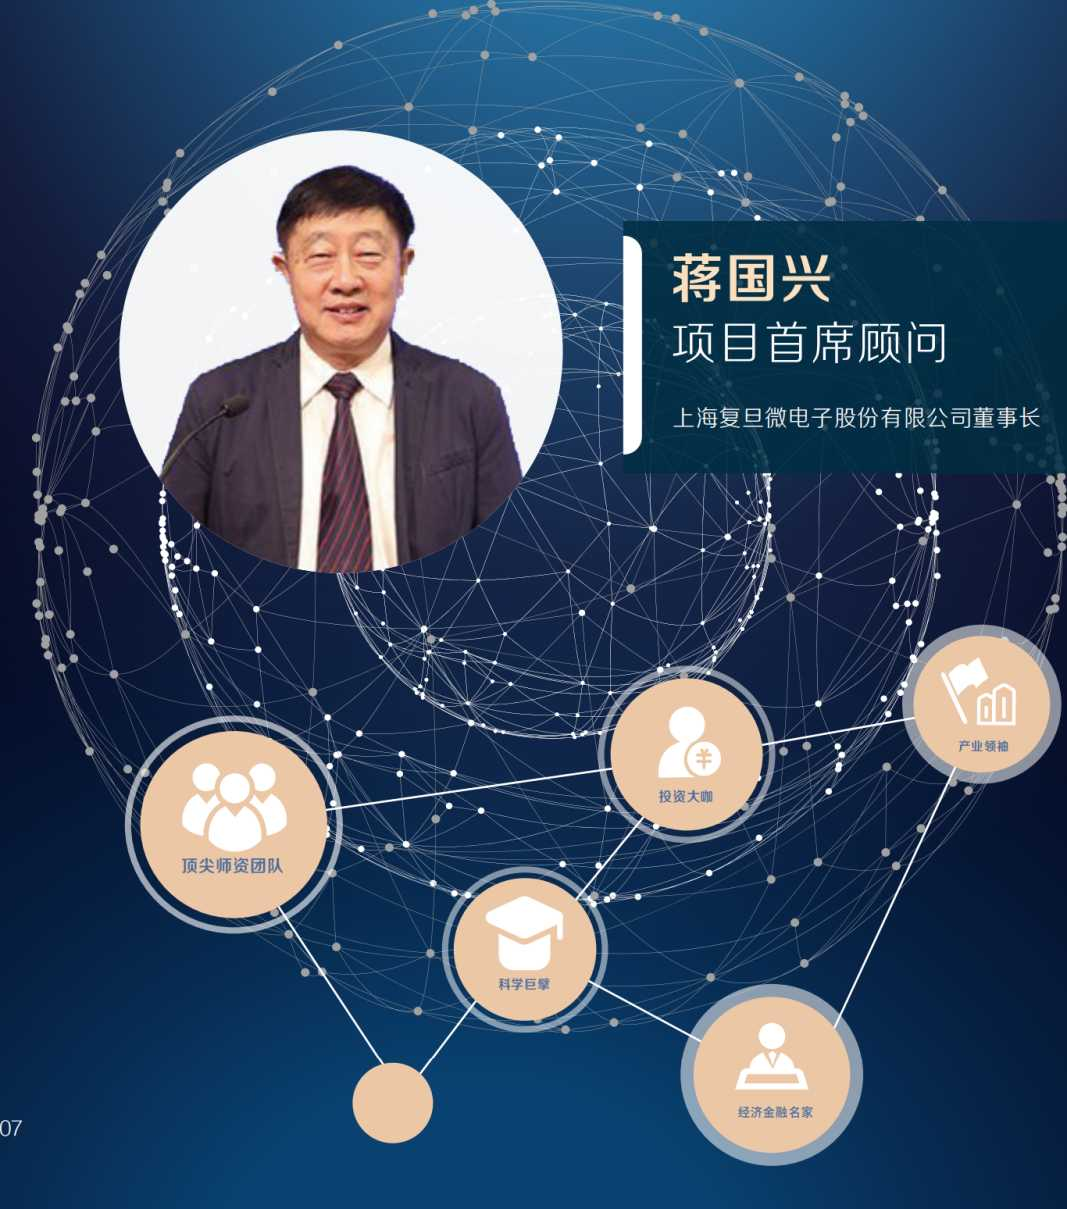 蒋国兴
项目首席顾问
上海复旦微电子股份有限公司董事长
产业领袖
投资大咖
顶尖师资团队
科学巨擘
经济金融名家
07